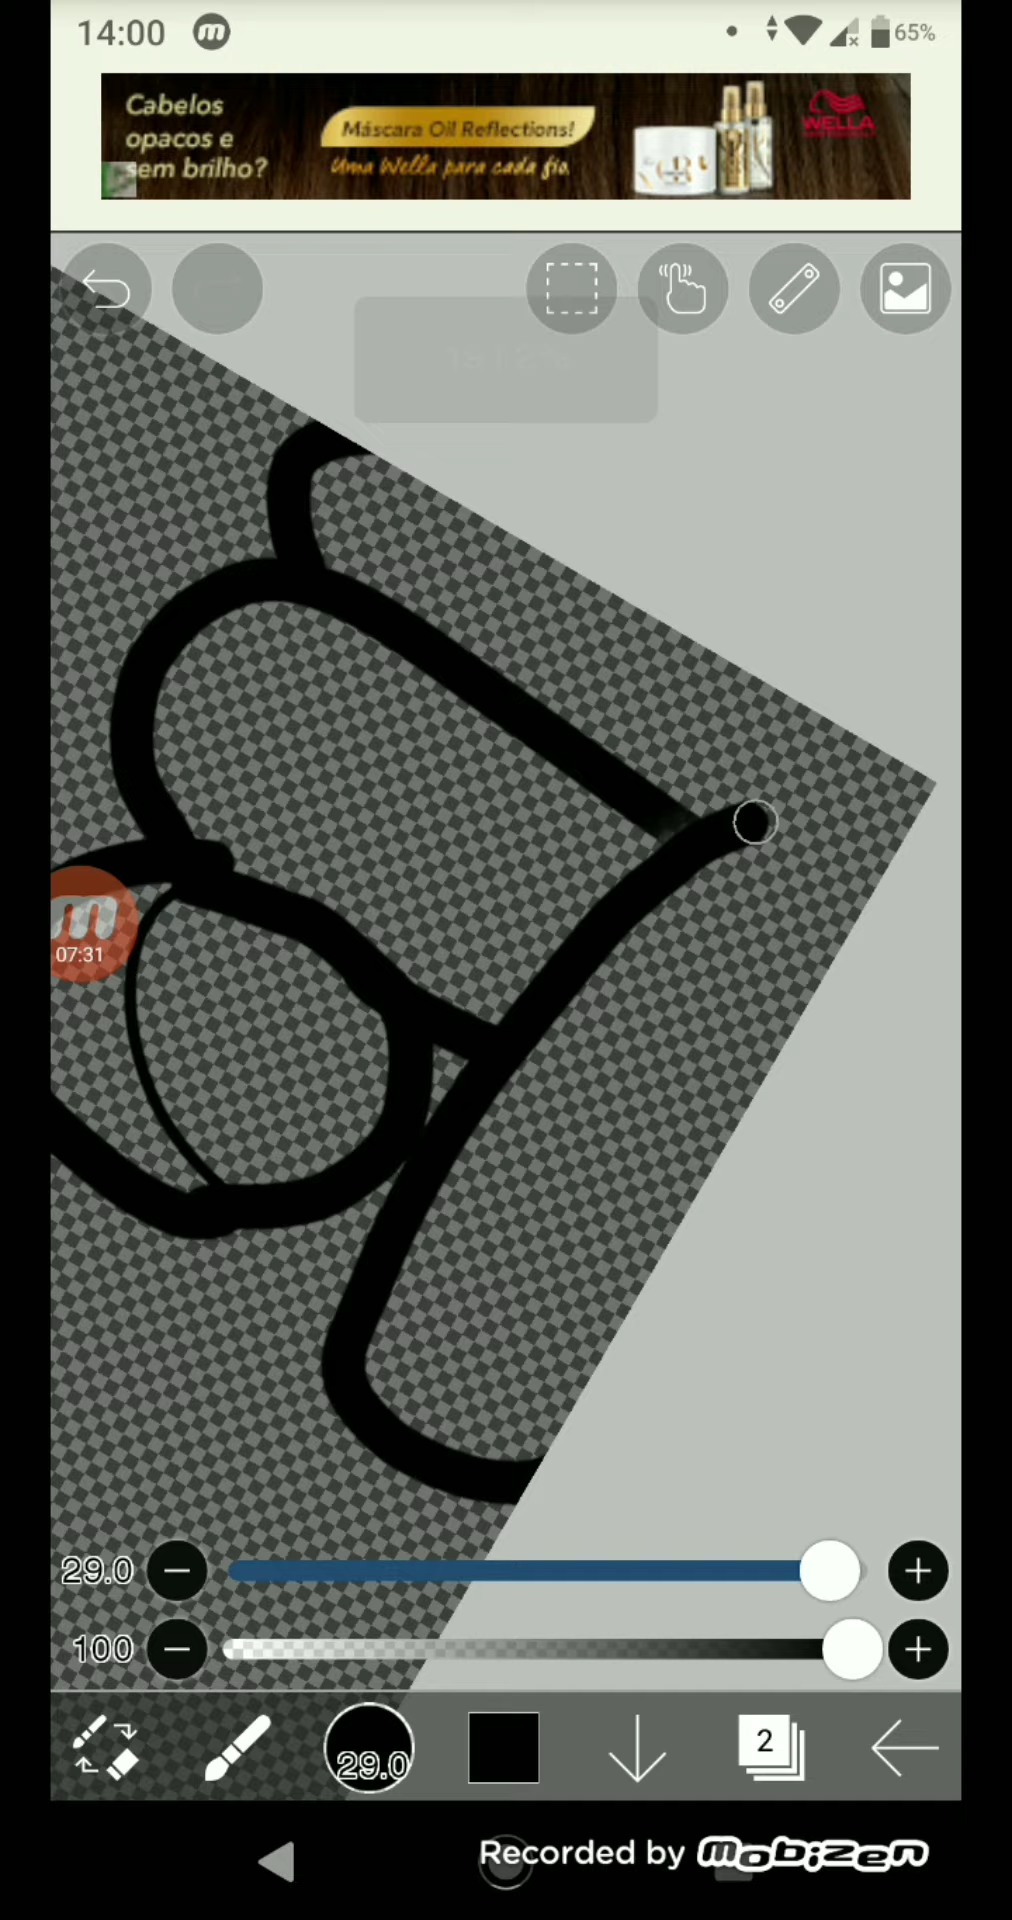 14:00
65%
Cabelos
opacos e
sem brilho?
Máscara Oil Reflections!
Uma Wella para cada fio.
WELLA
07:31
29.0
100
29.0
2
Recorded by mobizen